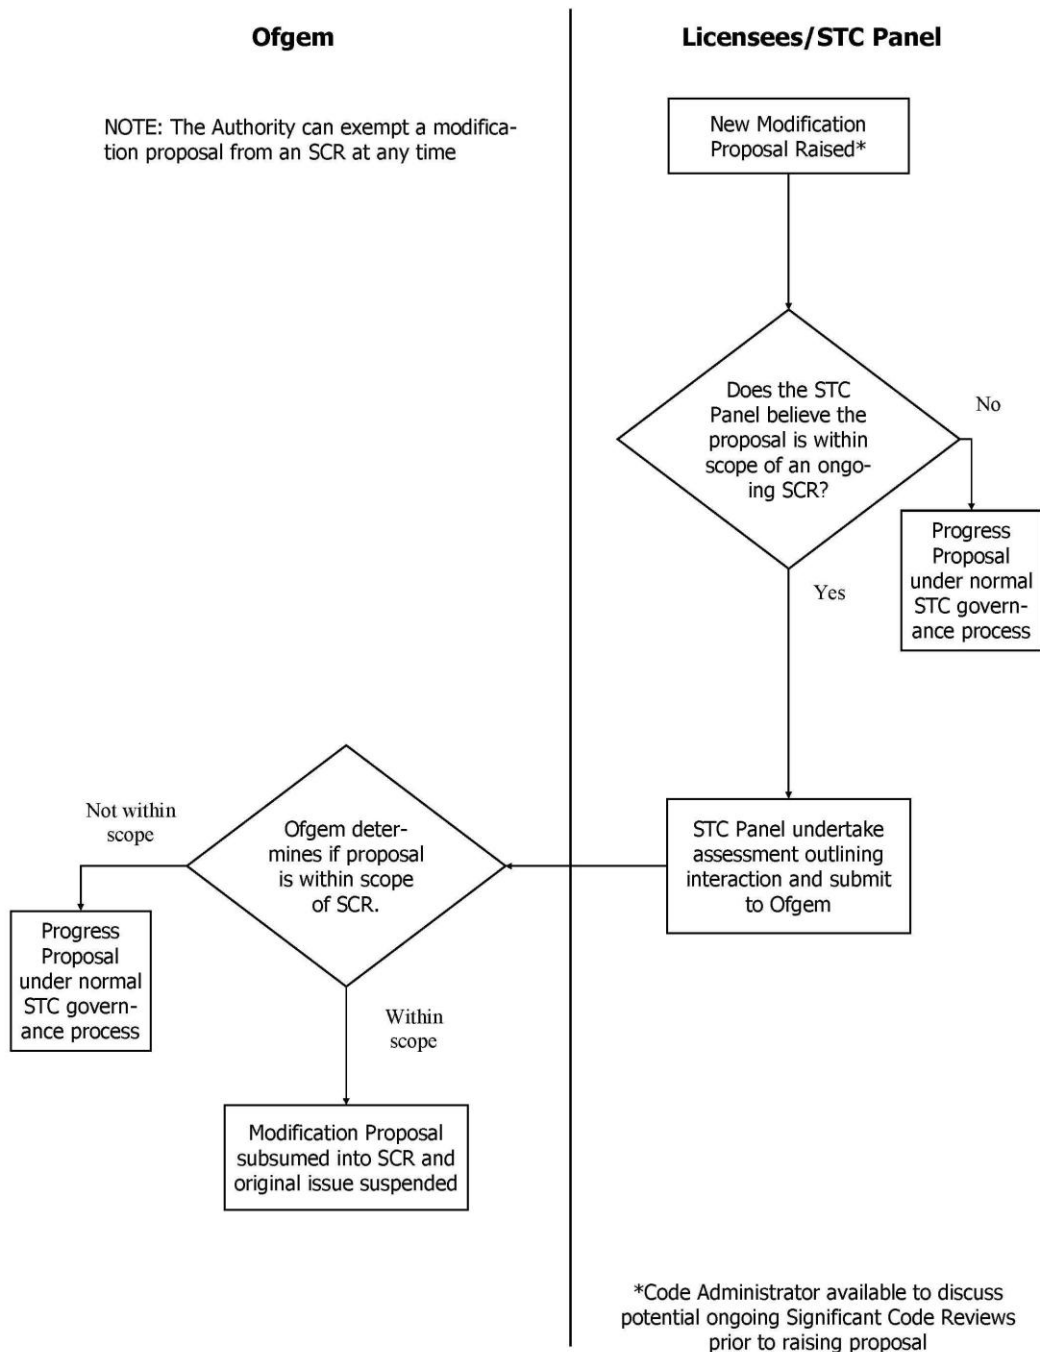 Ofgem
Licensees/STC Panel
NOTE: The Authority can exempt a modifica-
tion proposal from an SCR at any time
New Modification
Proposal Raised*
Does the STC
Panel believe the
proposal is within
scope of an ongo-
ing SCR?
No
Progress
Proposal
under normal
STC govern-
ance process
Yes
STC Panel undertake
assessment outlining
interaction and submit
to Ofgem
Ofgem deter-
mines if proposal
is within scope
of SCR.
Not within
scope
Progress
Proposal
under normal
STC govern-
ance process
Within
scope
Modification Proposal
subsumed into SCR and
original issue suspended
*Code Administrator available to discuss
potential ongoing Significant Code Reviews
prior to raising proposal